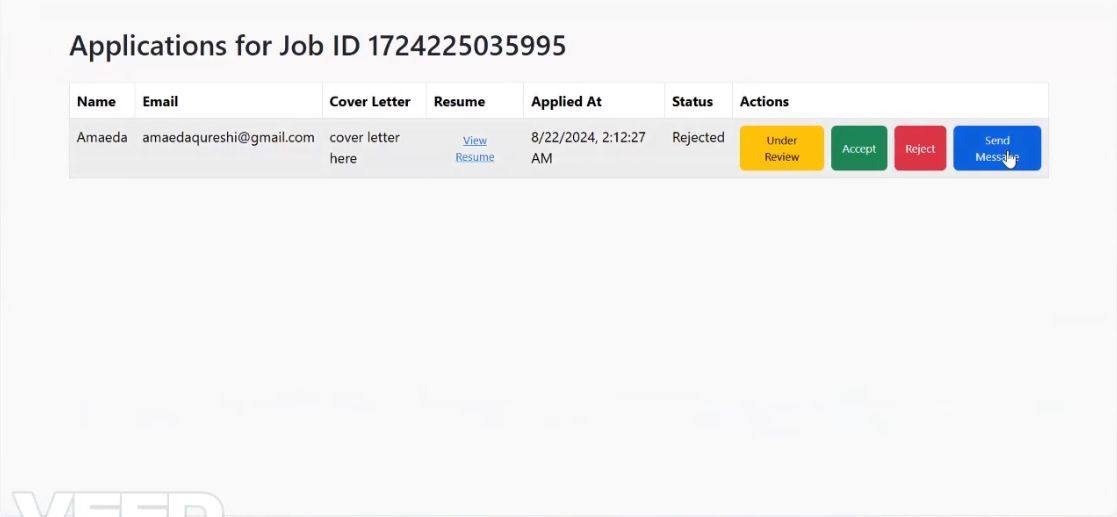 Applications for Job ID 1724225035995
Name Email Cover Letter Resume Applied At Status Actions
Amaeda amaedaqureshi@gmail.com cover letter here View Resume 8/22/2024, 2:12:27 AM Rejected Under Review Accept Reject Send Message
VEED